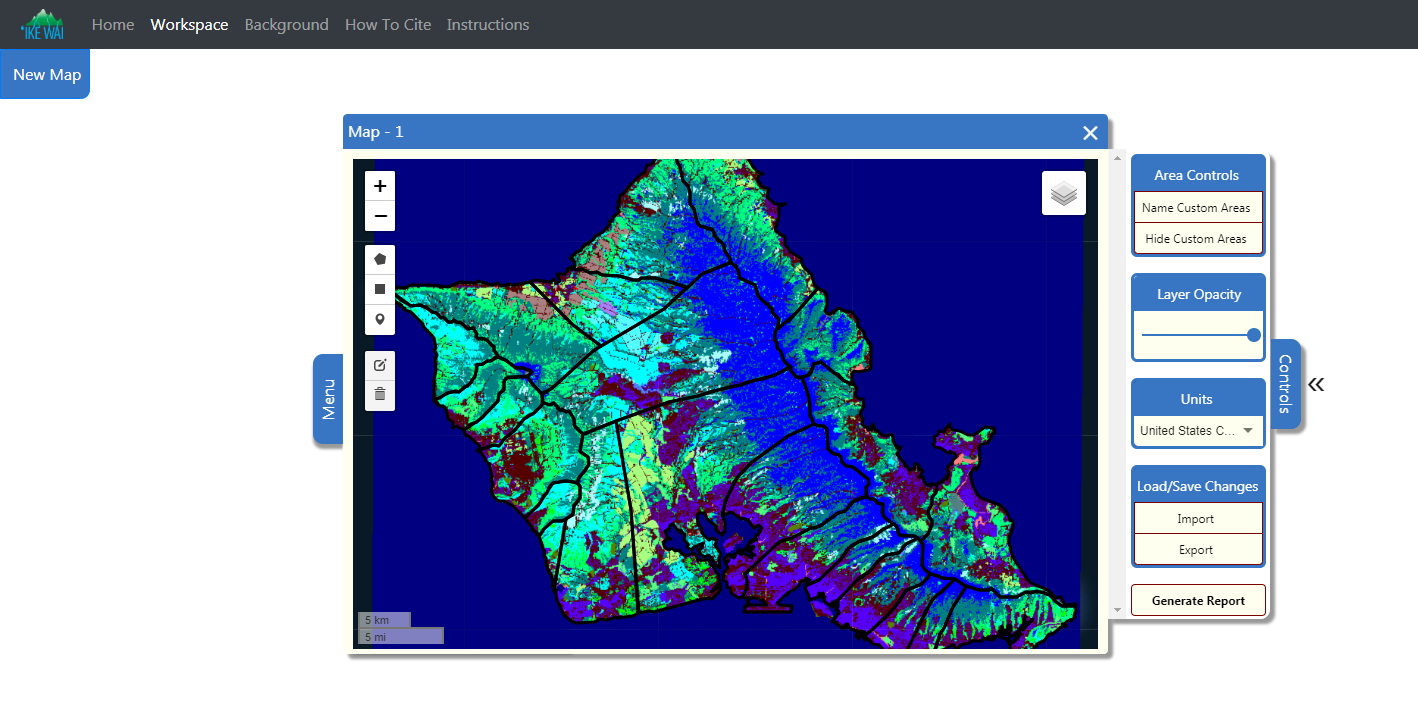 'IKE WAI
Home Workspace Background How To Cite Instructions
New Map
Map - 1
×
+
−
5 km
5 mi
Menu
Area Controls
Name Custom Areas
Hide Custom Areas
Layer Opacity
Units
United States C...
Load/Save Changes
Import
Export
Generate Report
Controls
«